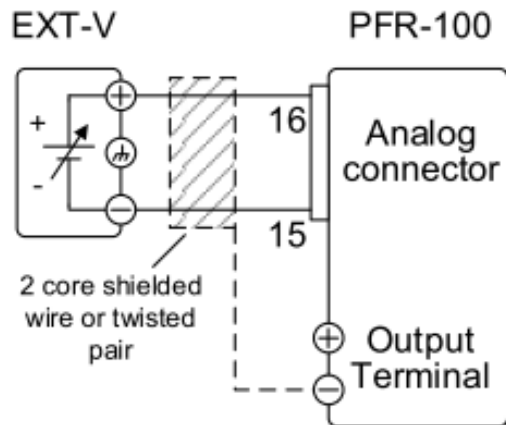 EXT-V
PFR-100
+
-
+
−
16
15
Analog
connector
2 core shielded
wire or twisted
pair
+
−
Output
Terminal